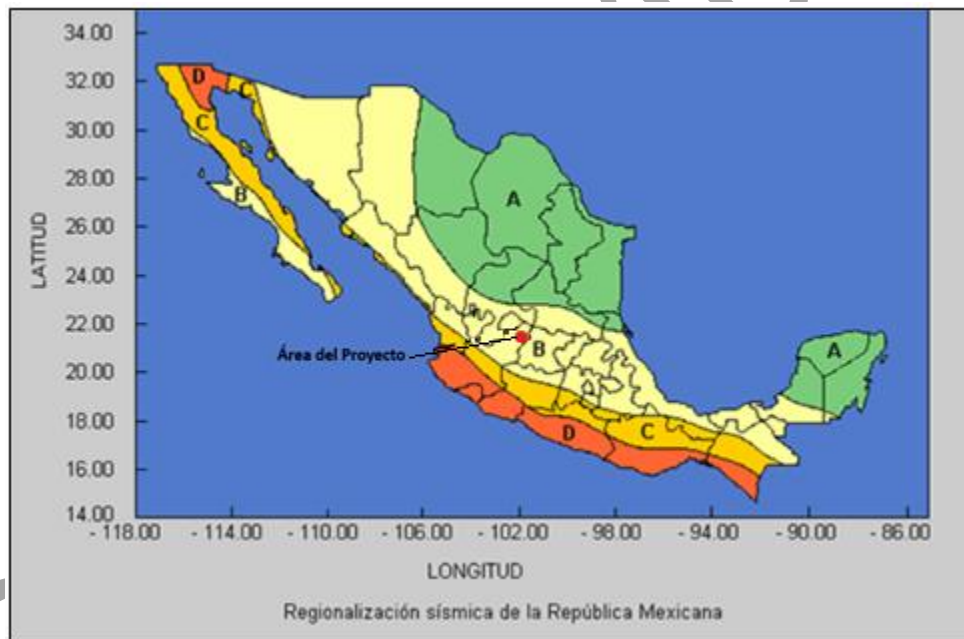 34.00
32.00
30.00
28.00
26.00
24.00
22.00
20.00
18.00
16.00
14.00
LATITUD
D
C
C
B
A
Área del Proyecto
B
A
D
C
- 118.00 - 114.00 - 110.00 - 106.00 - 102.00 - 98.00 - 94.00 - 90.00 - 86.00
LONGITUD
Regionalización sísmica de la República Mexicana